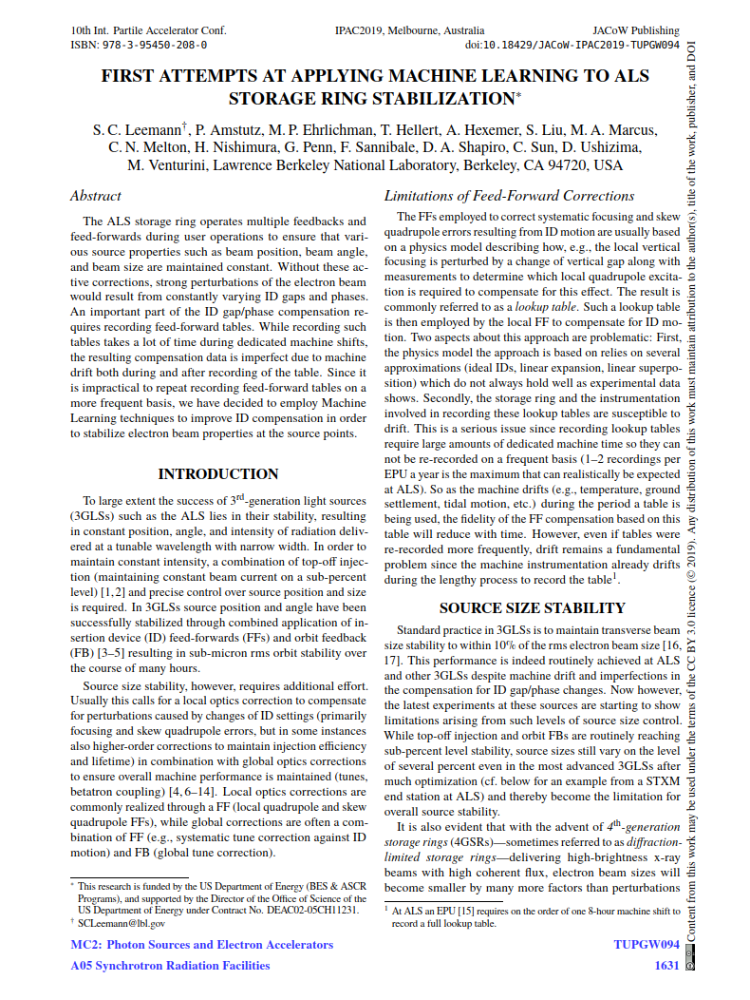 10th Int. Partile Accelerator Conf.
IPAC2019, Melbourne, Australia
JACoW Publishing
ISBN: 978-3-95450-208-0
doi:10.18429/JACoW-IPAC2019-TUPGW094
FIRST ATTEMPTS AT APPLYING MACHINE LEARNING TO ALS
STORAGE RING STABILIZATION*
S. C. Leemann†, P. Amstutz, M. P. Ehrlichman, T. Hellert, A. Hexemer, S. Liu, M. A. Marcus,
C. N. Melton, H. Nishimura, G. Penn, F. Sannibale, D. A. Shapiro, C. Sun, D. Ushizima,
M. Venturini, Lawrence Berkeley National Laboratory, Berkeley, CA 94720, USA
Abstract
The ALS storage ring operates multiple feedbacks and
feed-forwards during user operations to ensure that vari-
ous source properties such as beam position, beam angle,
and beam size are maintained constant. Without these ac-
tive corrections, strong perturbations of the electron beam
would result from constantly varying ID gaps and phases.
An important part of the ID gap/phase compensation re-
quires recording feed-forward tables. While recording such
tables takes a lot of time during dedicated machine shifts,
the resulting compensation data is imperfect due to machine
drift both during and after recording of the table. Since it
is impractical to repeat recording feed-forward tables on a
more frequent basis, we have decided to employ Machine
Learning techniques to improve ID compensation in order
to stabilize electron beam properties at the source points.
INTRODUCTION
To large extent the success of 3rd-generation light sources
(3GLSs) such as the ALS lies in their stability, resulting
in constant position, angle, and intensity of radiation deliv-
ered at a tunable wavelength with narrow width. In order to
maintain constant intensity, a combination of top-off injec-
tion (maintaining constant beam current on a sub-percent
level) [1,2] and precise control over source position and size
is required. In 3GLSs source position and angle have been
successfully stabilized through combined application of in-
sertion device (ID) feed-forwards (FFs) and orbit feedback
(FB) [3–5] resulting in sub-micron rms orbit stability over
the course of many hours.
Source size stability, however, requires additional effort.
Usually this calls for a local optics correction to compensate
for perturbations caused by changes of ID settings (primarily
focusing and skew quadrupole errors, but in some instances
also higher-order corrections to maintain injection efficiency
and lifetime) in combination with global optics corrections
to ensure overall machine performance is maintained (tunes,
betatron coupling) [4,6–14]. Local optics corrections are
commonly realized through a FF (local quadrupole and skew
quadrupole FFs), while global corrections are often a com-
bination of FF (e.g., systematic tune correction against ID
motion) and FB (global tune correction).
* This research is funded by the US Department of Energy (BES & ASCR
Programs), and supported by the Director of the Office of Science of the
US Department of Energy under Contract No. DEAC02-05CH11231.
† SCLeemann@lbl.gov
Limitations of Feed-Forward Corrections
The FFs employed to correct systematic focusing and skew
quadrupole errors resulting from ID motion are usually based
on a physics model describing how, e.g., the local vertical
focusing is perturbed by a change of vertical gap along with
measurements to determine which local quadrupole excita-
tion is required to compensate for this effect. The result is
commonly referred to as a lookup table. Such a lookup table
is then employed by the local FF to compensate for ID mo-
tion. Two aspects about this approach are problematic: First,
the physics model the approach is based on relies on several
approximations (ideal IDs, linear expansion, linear superpo-
sition) which do not always hold well as experimental data
shows. Secondly, the storage ring and the instrumentation
involved in recording these lookup tables are susceptible to
drift. This is a serious issue since recording lookup tables
require large amounts of dedicated machine time so they can
not be re-recorded on a frequent basis (1–2 recordings per
EPU a year is the maximum that can realistically be expected
at ALS). So as the machine drifts (e.g., temperature, ground
settlement, tidal motion, etc.) during the period a table is
being used, the fidelity of the FF compensation based on this
table will reduce with time. However, even if tables were
re-recorded more frequently, drift remains a fundamental
problem since the machine instrumentation already drifts
during the lengthy process to record the table1.
SOURCE SIZE STABILITY
Standard practice in 3GLSs is to maintain transverse beam
size stability to within 10% of the rms electron beam size [16,
17]. This performance is indeed routinely achieved at ALS
and other 3GLSs despite machine drift and imperfections in
the compensation for ID gap/phase changes. Now however,
the latest experiments at these sources are starting to show
limitations arising from such levels of source size control.
While top-off injection and orbit FBs are routinely reaching
sub-percent level stability, source sizes still vary on the level
of several percent even in the most advanced 3GLSs after
much optimization (cf. below for an example from a STXM
end station at ALS) and thereby become the limitation for
overall source stability.
It is also evident that with the advent of 4th-generation
storage rings (4GSRs)—sometimes referred to as diffraction-
limited storage rings—delivering high-brightness x-ray
beams with high coherent flux, electron beam sizes will
become smaller by many more factors than perturbations
1 At ALS an EPU [15] requires on the order of one 8-hour machine shift to
record a full lookup table.
MC2: Photon Sources and Electron Accelerators
A05 Synchrotron Radiation Facilities
TUPGW094
1631
Content from this work may be used under the terms of the CC BY 3.0 licence (© 2019). Any distribution of this work must maintain attribution to the author(s), title of the work, publisher, and DOI